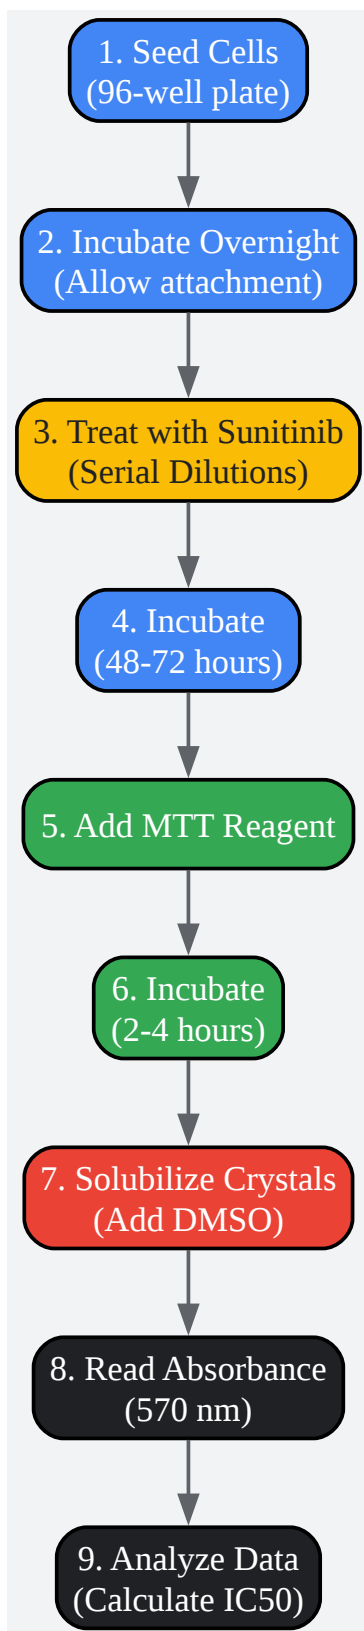 1. Seed Cells
(96-well plate)
2. Incubate Overnight
(Allow attachment)
3. Treat with Sunitinib
(Serial Dilutions)
4. Incubate
(48-72 hours)
5. Add MTT Reagent
6. Incubate
(2-4 hours)
7. Solubilize Crystals
(Add DMSO)
8. Read Absorbance
(570 nm)
9. Analyze Data
(Calculate IC50)